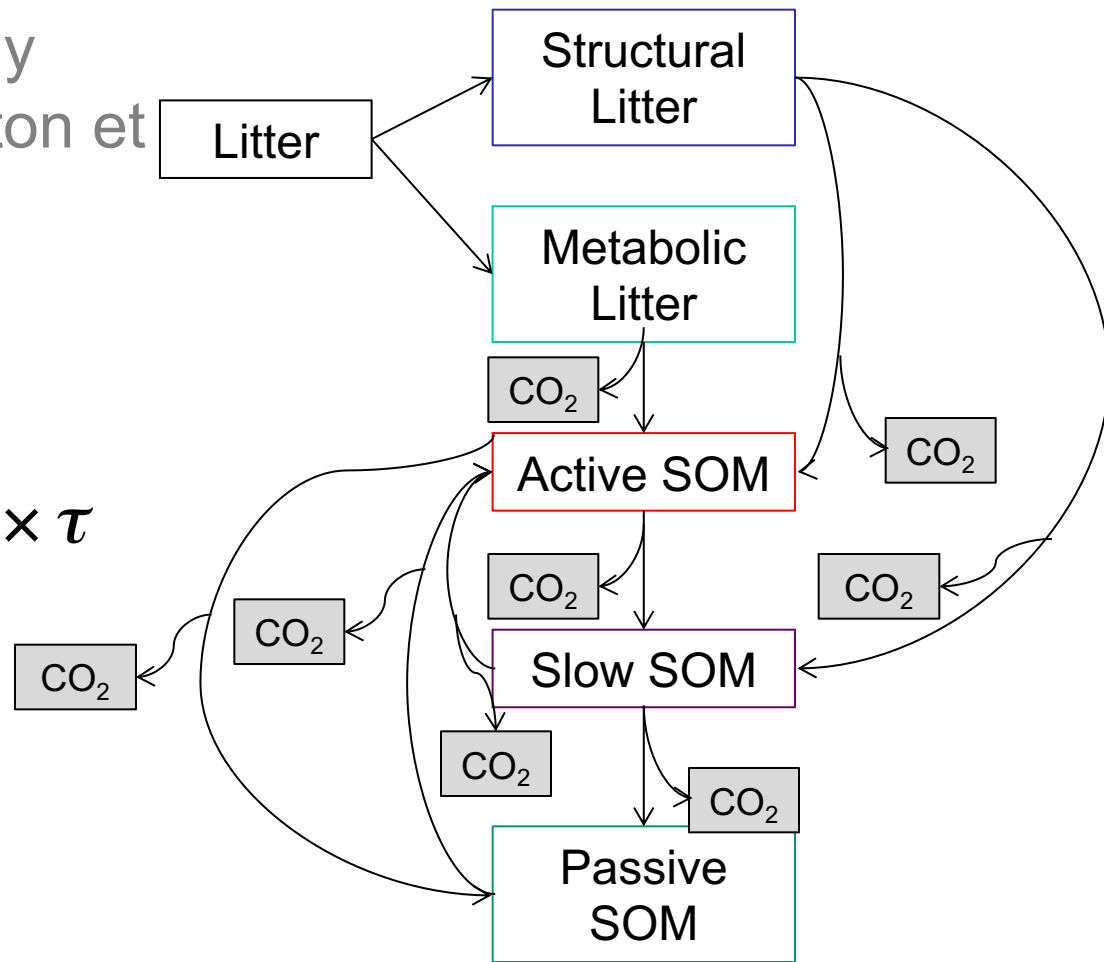 y
ton et
Litter
Structural
Litter
Metabolic
Litter
CO₂
Active SOM
CO₂
× τ
CO₂
CO₂
CO₂
CO₂
Slow SOM
CO₂
CO₂
CO₂
Passive
SOM